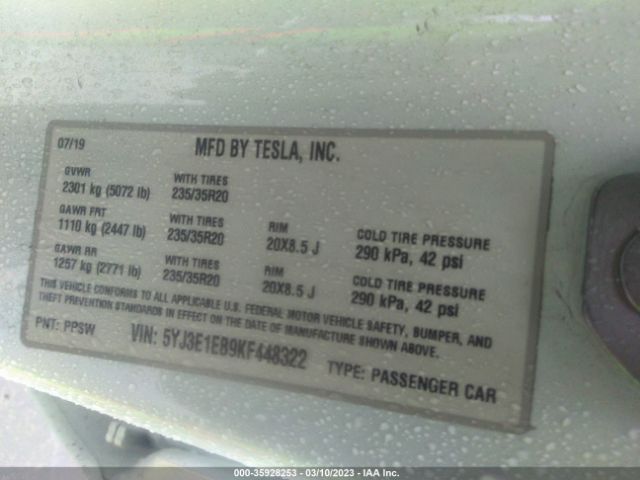 07/19 MFD BY TESLA, INC.
GVWR WITH TIRES
2301 kg (5072 lb) 235/35R20
GAWR FRT WITH TIRES RIM COLD TIRE PRESSURE
1110 kg (2447 lb) 235/35R20 20X8.5 J 290 kPa, 42 psi
GAWR RR WITH TIRES RIM COLD TIRE PRESSURE
1257 kg (2771 lb) 235/35R20 20X8.5 J 290 kPa, 42 psi
THIS VEHICLE CONFORMS TO ALL APPLICABLE U.S. FEDERAL MOTOR VEHICLE SAFETY, BUMPER, AND
THEFT PREVENTION STANDARDS IN EFFECT ON THE DATE OF MANUFACTURE SHOWN ABOVE.
PNT: PPSW VIN: 5YJ3E1EB9KF448322 TYPE: PASSENGER CAR
000-35928253 — 03/10/2023 — IAA Inc.